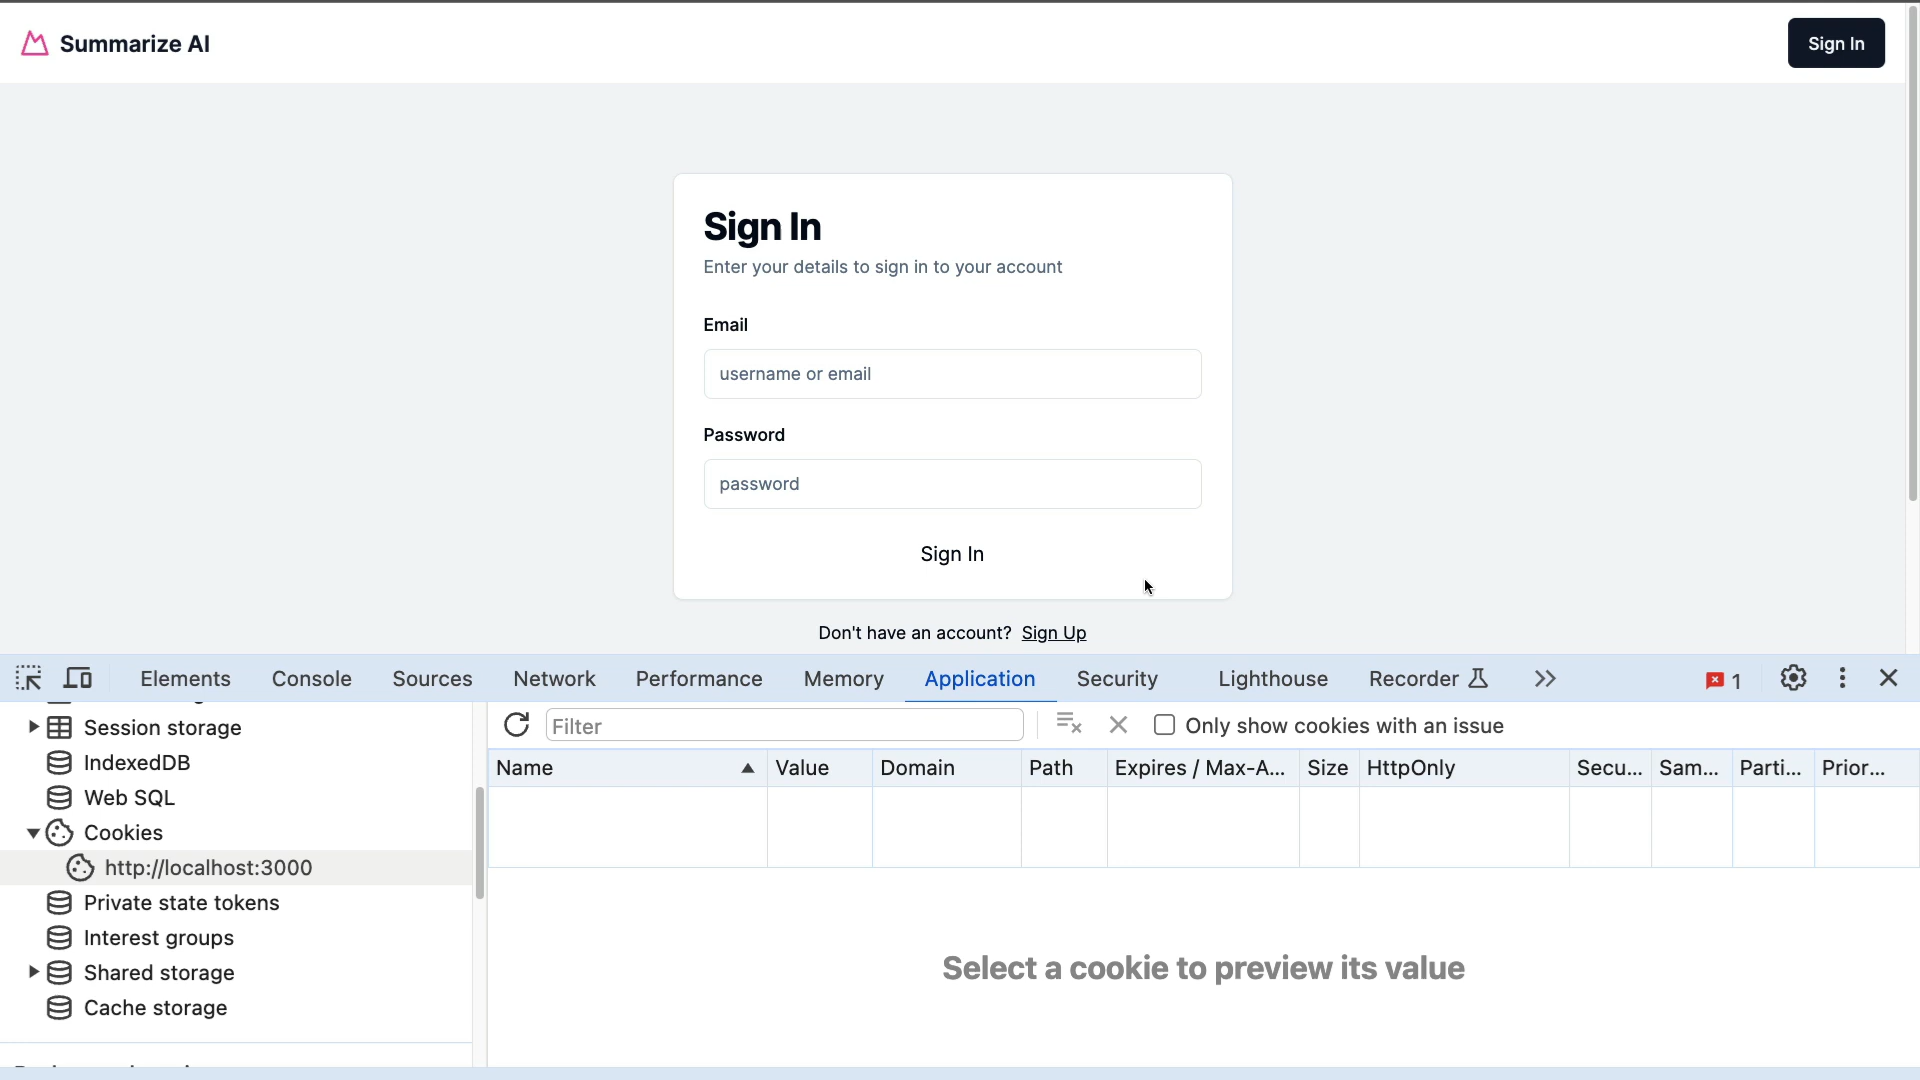 Summarize AI
Sign In
Sign In
Enter your details to sign in to your account
Email
username or email
Password
password
Sign In
Don't have an account? Sign Up
Elements Console Sources Network Performance Memory Application Security Lighthouse Recorder 1
Session storage
IndexedDB
Web SQL
Cookies
http://localhost:3000
Private state tokens
Interest groups
Shared storage
Cache storage
Filter Only show cookies with an issue
Name Value Domain Path Expires / Max-A... Size HttpOnly Secu... Sam... Parti... Prior...
Select a cookie to preview its value